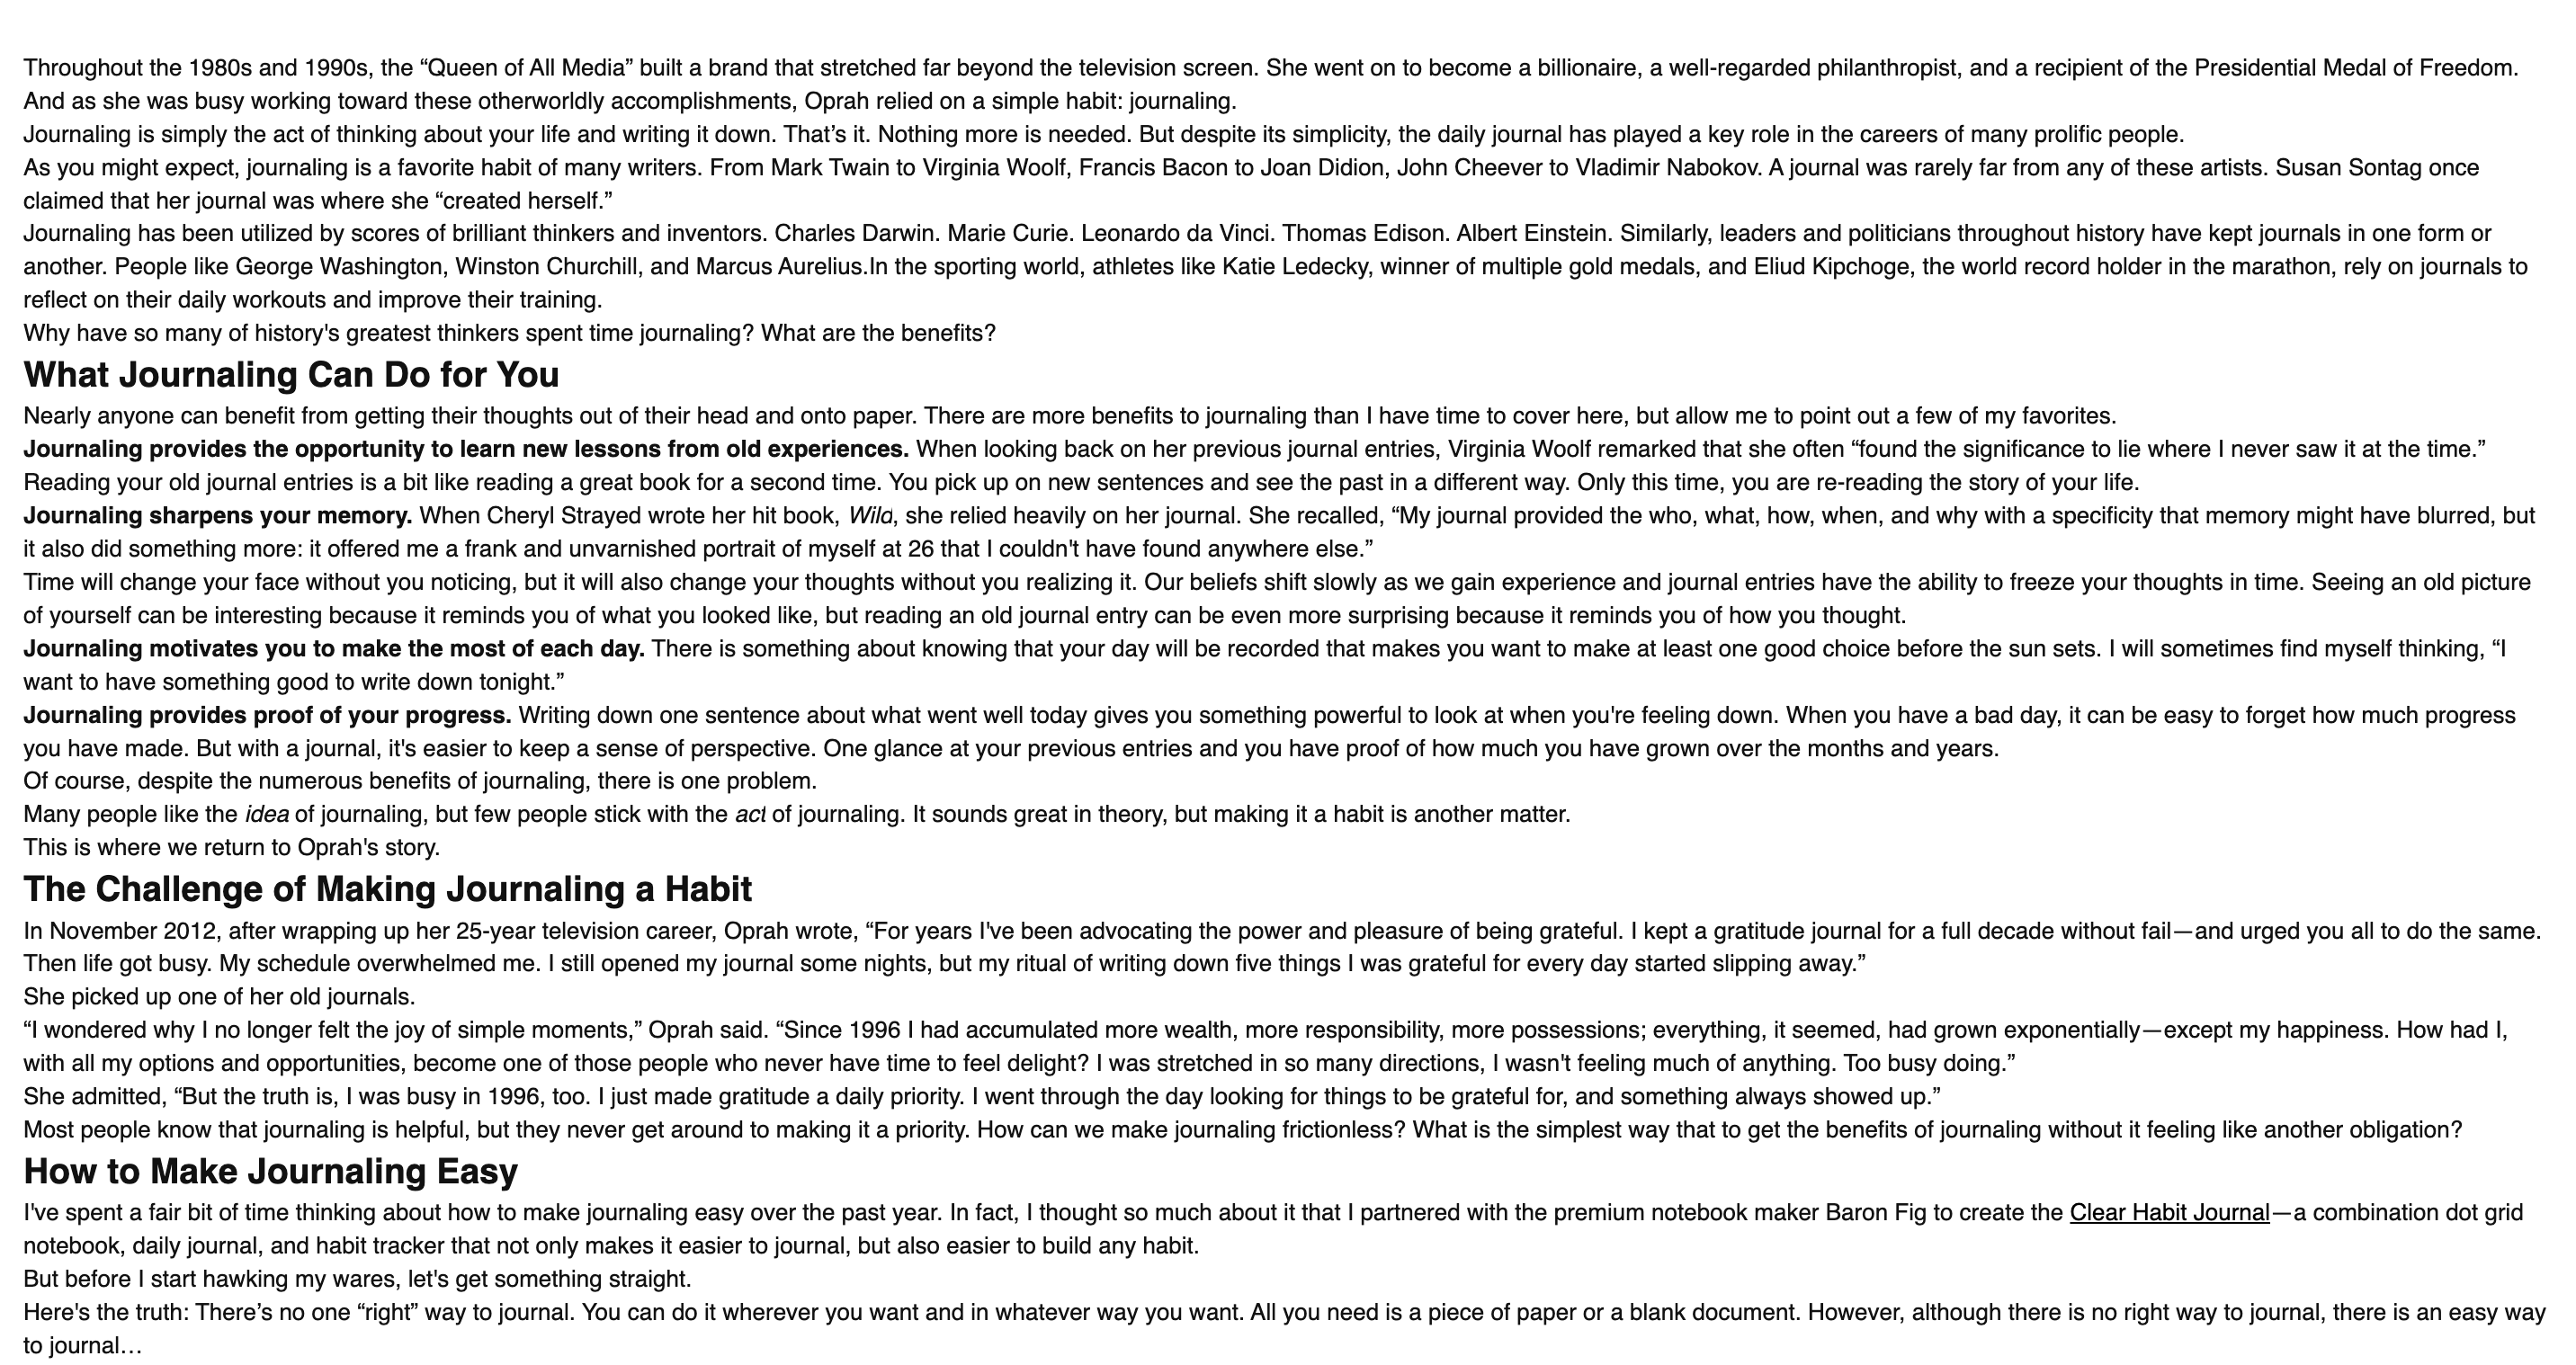 Throughout the 1980s and 1990s, the “Queen of All Media” built a brand that stretched far beyond the television screen. She went on to become a billionaire, a well-regarded philanthropist, and a recipient of the Presidential Medal of Freedom.
And as she was busy working toward these otherworldly accomplishments, Oprah relied on a simple habit: journaling.
Journaling is simply the act of thinking about your life and writing it down. That’s it. Nothing more is needed. But despite its simplicity, the daily journal has played a key role in the careers of many prolific people.
As you might expect, journaling is a favorite habit of many writers. From Mark Twain to Virginia Woolf, Francis Bacon to Joan Didion, John Cheever to Vladimir Nabokov. A journal was rarely far from any of these artists. Susan Sontag once
claimed that her journal was where she “created herself.”
Journaling has been utilized by scores of brilliant thinkers and inventors. Charles Darwin. Marie Curie. Leonardo da Vinci. Thomas Edison. Albert Einstein. Similarly, leaders and politicians throughout history have kept journals in one form or
another. People like George Washington, Winston Churchill, and Marcus Aurelius.In the sporting world, athletes like Katie Ledecky, winner of multiple gold medals, and Eliud Kipchoge, the world record holder in the marathon, rely on journals to
reflect on their daily workouts and improve their training.
Why have so many of history's greatest thinkers spent time journaling? What are the benefits?
What Journaling Can Do for You
Nearly anyone can benefit from getting their thoughts out of their head and onto paper. There are more benefits to journaling than I have time to cover here, but allow me to point out a few of my favorites.
Journaling provides the opportunity to learn new lessons from old experiences. When looking back on her previous journal entries, Virginia Woolf remarked that she often “found the significance to lie where I never saw it at the time.”
Reading your old journal entries is a bit like reading a great book for a second time. You pick up on new sentences and see the past in a different way. Only this time, you are re-reading the story of your life.
Journaling sharpens your memory. When Cheryl Strayed wrote her hit book, Wild, she relied heavily on her journal. She recalled, “My journal provided the who, what, how, when, and why with a specificity that memory might have blurred, but
it also did something more: it offered me a frank and unvarnished portrait of myself at 26 that I couldn't have found anywhere else.”
Time will change your face without you noticing, but it will also change your thoughts without you realizing it. Our beliefs shift slowly as we gain experience and journal entries have the ability to freeze your thoughts in time. Seeing an old picture
of yourself can be interesting because it reminds you of what you looked like, but reading an old journal entry can be even more surprising because it reminds you of how you thought.
Journaling motivates you to make the most of each day. There is something about knowing that your day will be recorded that makes you want to make at least one good choice before the sun sets. I will sometimes find myself thinking, “I
want to have something good to write down tonight.”
Journaling provides proof of your progress. Writing down one sentence about what went well today gives you something powerful to look at when you're feeling down. When you have a bad day, it can be easy to forget how much progress
you have made. But with a journal, it's easier to keep a sense of perspective. One glance at your previous entries and you have proof of how much you have grown over the months and years.
Of course, despite the numerous benefits of journaling, there is one problem.
Many people like the idea of journaling, but few people stick with the act of journaling. It sounds great in theory, but making it a habit is another matter.
This is where we return to Oprah's story.
The Challenge of Making Journaling a Habit
In November 2012, after wrapping up her 25-year television career, Oprah wrote, “For years I've been advocating the power and pleasure of being grateful. I kept a gratitude journal for a full decade without fail—and urged you all to do the same.
Then life got busy. My schedule overwhelmed me. I still opened my journal some nights, but my ritual of writing down five things I was grateful for every day started slipping away.”
She picked up one of her old journals.
“I wondered why I no longer felt the joy of simple moments,” Oprah said. “Since 1996 I had accumulated more wealth, more responsibility, more possessions; everything, it seemed, had grown exponentially—except my happiness. How had I,
with all my options and opportunities, become one of those people who never have time to feel delight? I was stretched in so many directions, I wasn't feeling much of anything. Too busy doing.”
She admitted, “But the truth is, I was busy in 1996, too. I just made gratitude a daily priority. I went through the day looking for things to be grateful for, and something always showed up.”
Most people know that journaling is helpful, but they never get around to making it a priority. How can we make journaling frictionless? What is the simplest way that to get the benefits of journaling without it feeling like another obligation?
How to Make Journaling Easy
I've spent a fair bit of time thinking about how to make journaling easy over the past year. In fact, I thought so much about it that I partnered with the premium notebook maker Baron Fig to create the Clear Habit Journal—a combination dot grid
notebook, daily journal, and habit tracker that not only makes it easier to journal, but also easier to build any habit.
But before I start hawking my wares, let's get something straight.
Here's the truth: There’s no one “right” way to journal. You can do it wherever you want and in whatever way you want. All you need is a piece of paper or a blank document. However, although there is no right way to journal, there is an easy way
to journal…